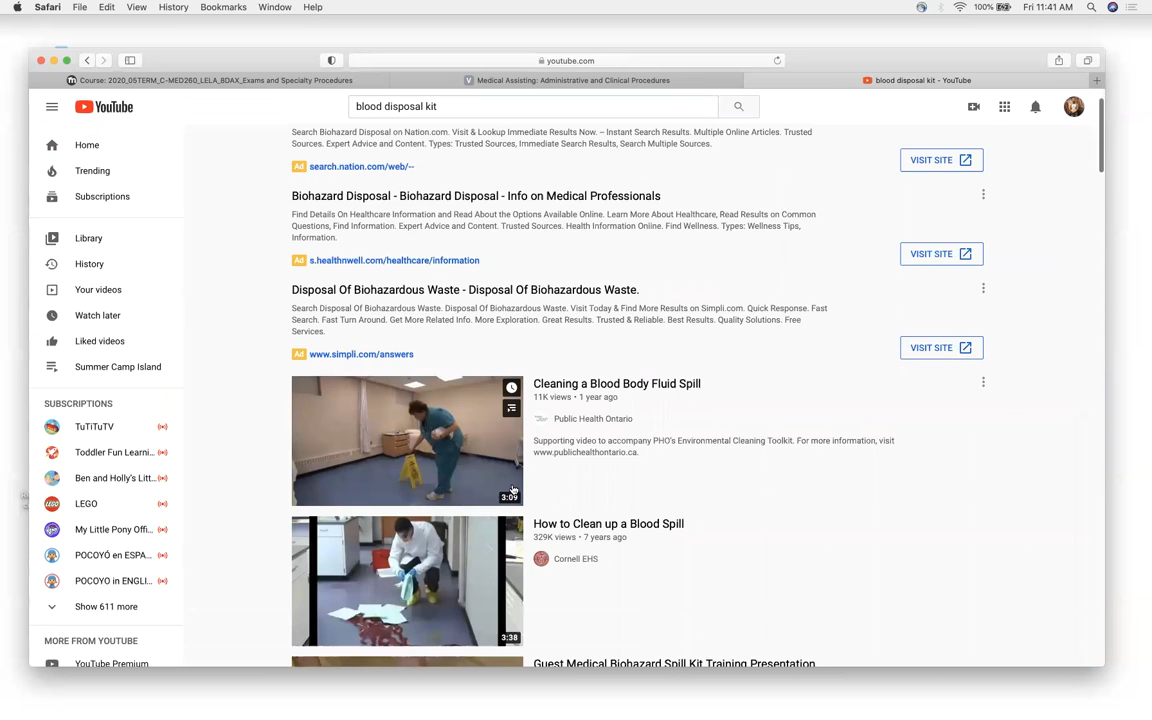 Safari File Edit View History Bookmarks Window Help 100% Fri 11:41 AM
youtube.com
Course: 2020_05TERM_C-MED260_LELA_8DAX_Exams and Specialty Procedures
Medical Assisting: Administrative and Clinical Procedures
blood disposal kit - YouTube
YouTube
blood disposal kit
Home
Trending
Subscriptions
Library
History
Your videos
Watch later
Liked videos
Summer Camp Island
SUBSCRIPTIONS
TuTiTuTV
Toddler Fun Learni...
Ben and Holly's Litt...
LEGO
My Little Pony Offi...
POCOYÓ en ESPA...
POCOYO in ENGLI...
Show 611 more
MORE FROM YOUTUBE
YouTube Premium
Search Biohazard Disposal on Nation.com. Visit & Lookup Immediate Results Now. – Instant Search Results. Multiple Online Articles. Trusted
Sources. Expert Advice and Content. Types: Trusted Sources, Immediate Search Results, Search Multiple Sources.
Ad search.nation.com/web/--
VISIT SITE
Biohazard Disposal - Biohazard Disposal - Info on Medical Professionals
Find Details On Healthcare Information and Read About the Options Available Online. Learn More About Healthcare, Read Results on Common
Questions, Find Information. Expert Advice and Content. Trusted Sources. Health Information Online. Find Wellness. Types: Wellness Tips,
Information.
Ad s.healthnwell.com/healthcare/information
VISIT SITE
Disposal Of Biohazardous Waste - Disposal Of Biohazardous Waste.
Search Disposal Of Biohazardous Waste. Disposal Of Biohazardous Waste. Visit Today & Find More Results on Simpli.com. Quick Response. Fast
Search. Fast Turn Around. Get More Related Info. More Exploration. Great Results. Trusted & Reliable. Best Results. Quality Solutions. Free
Services.
Ad www.simpli.com/answers
VISIT SITE
3:09
Cleaning a Blood Body Fluid Spill
11K views • 1 year ago
Public Health Ontario
Supporting video to accompany PHO's Environmental Cleaning Toolkit. For more information, visit
www.publichealthontario.ca.
3:38
How to Clean up a Blood Spill
329K views • 7 years ago
Cornell EHS
Guest Medical Biohazard Spill Kit Training Presentation